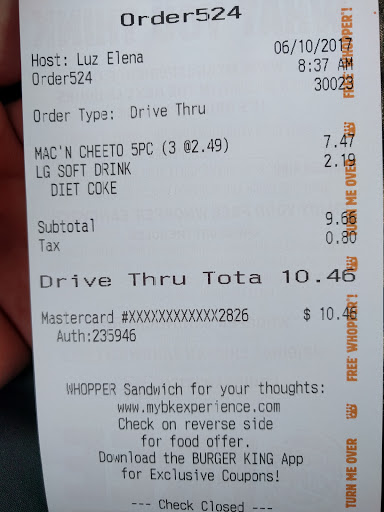 Order524
Host: Luz Elena 06/10/2017
Order524 8:37 AM
30023
Order Type: Drive Thru
MAC'N CHEETO 5PC (3 @2.49) 7.47
LG SOFT DRINK 2.19
DIET COKE
Subtotal 9.66
Tax 0.80
Drive Thru Tota 10.46
Mastercard #XXXXXXXXXXXX2826 $ 10.46
Auth:235946
WHOPPER Sandwich for your thoughts:
www.mybkexperience.com
Check on reverse side
for food offer.
Download the BURGER KING App
for Exclusive Coupons!
--- Check Closed ---
TURN ME OVER FREE WHOPPER! TURN ME OVER FREE WHOPPER!